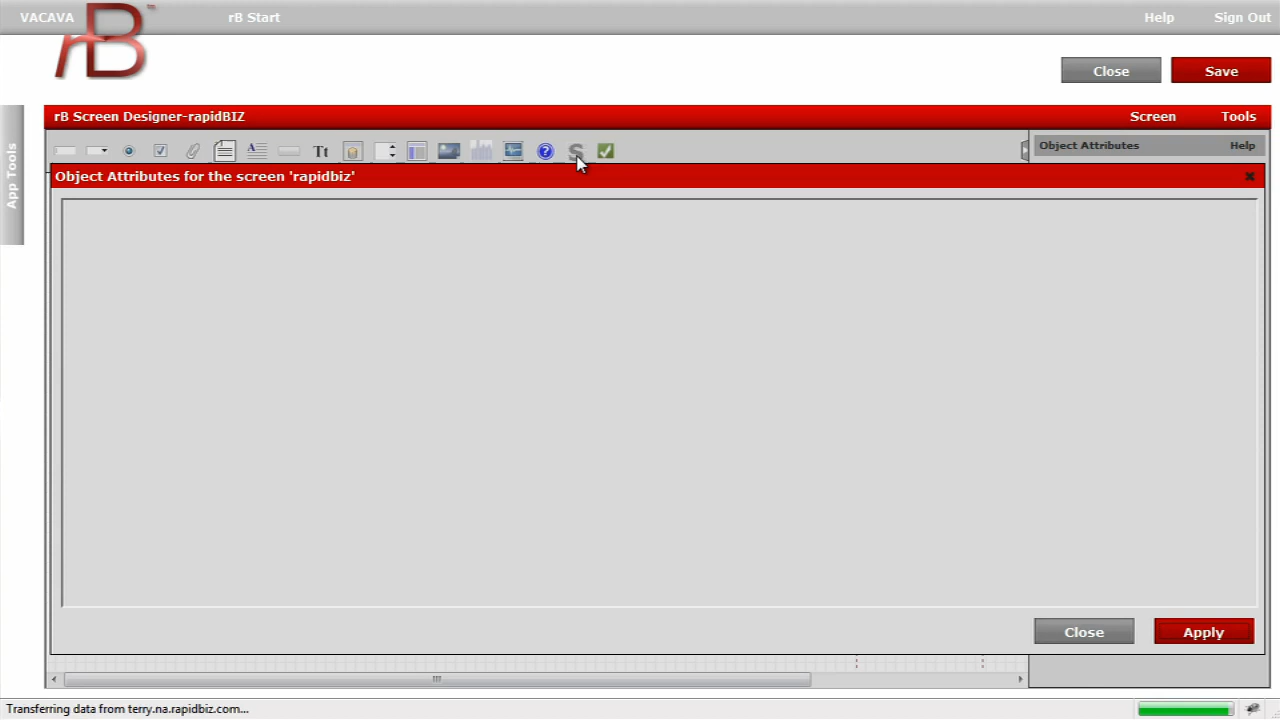 VACAVA
rB Start
Help
Sign Out
rB
Close
Save
App Tools
rB Screen Designer-rapidBIZ
Screen
Tools
Tt
?
S
Object Attributes
Help
Object Attributes for the screen 'rapidbiz'
Close
Apply
Transferring data from terry.na.rapidbiz.com...